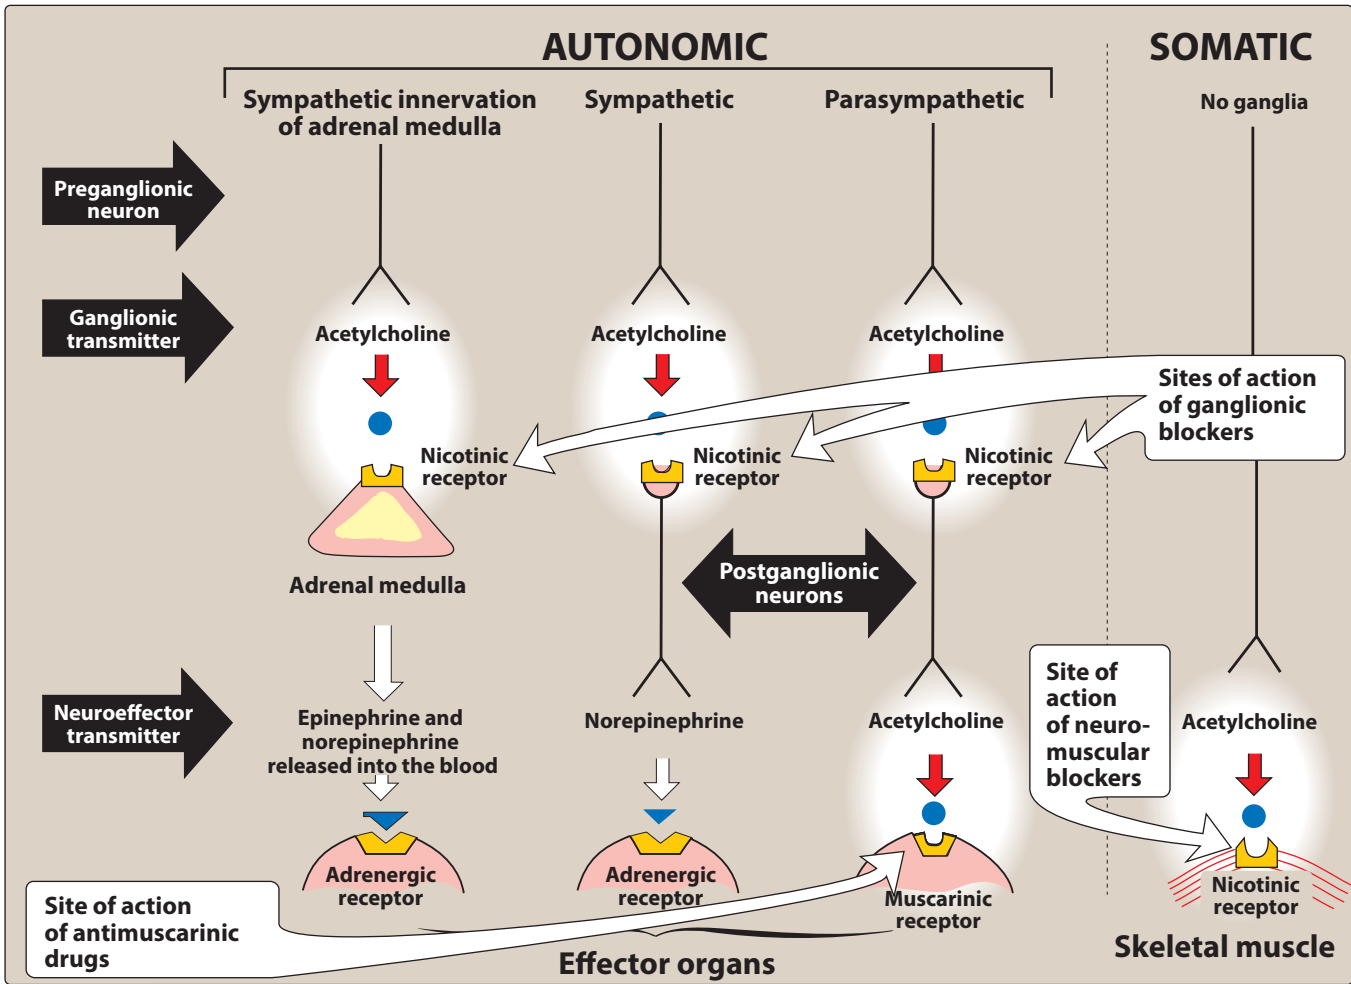 AUTONOMIC
SOMATIC
Sympathetic innervation
of adrenal medulla
Sympathetic
Parasympathetic
No ganglia
Preganglionic
neuron
Ganglionic
transmitter
Acetylcholine
Acetylcholine
Acetylcholine
Sites of action
of ganglionic
blockers
Nicotinic
receptor
Nicotinic
receptor
Nicotinic
receptor
Adrenal medulla
Postganglionic
neurons
Neuroeffector
transmitter
Epinephrine and
norepinephrine
released into the blood
Norepinephrine
Acetylcholine
Site of
action
of neuro-
muscular
blockers
Acetylcholine
Adrenergic
receptor
Adrenergic
receptor
Muscarinic
receptor
Nicotinic
receptor
Site of action
of antimuscarinic
drugs
Effector organs
Skeletal muscle